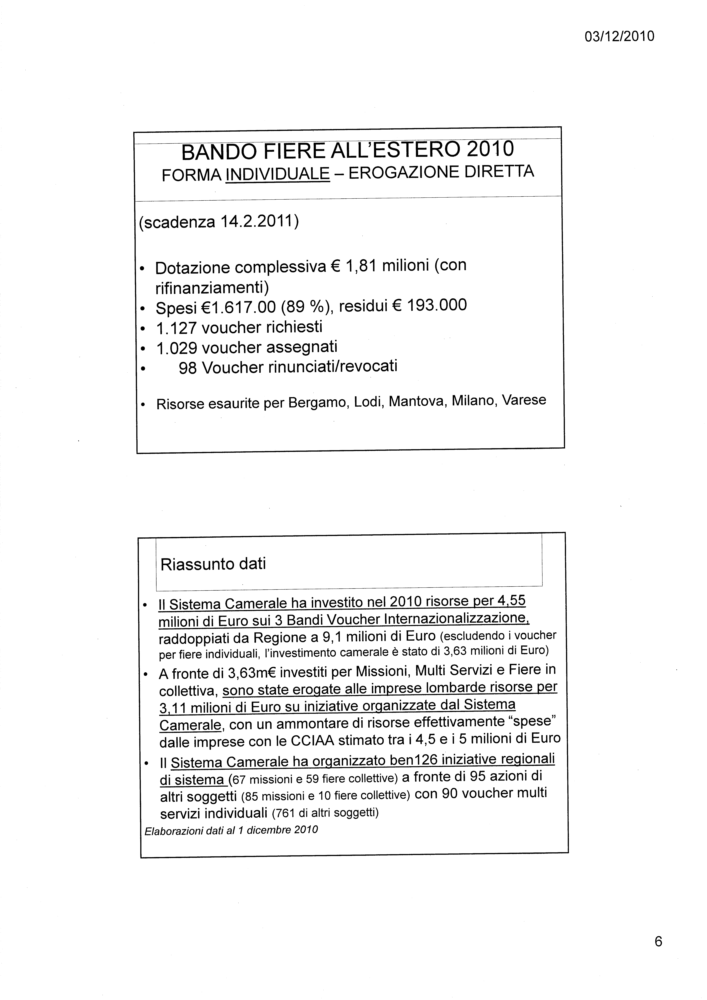 03/12/2010
BANDO FIERE ALL'ESTERO 2010
FORMA INDIVIDUALE – EROGAZIONE DIRETTA
(scadenza 14.2.2011)
• Dotazione complessiva € 1,81 milioni (con
rifinanziamenti)
• Spesi €1.617.00 (89 %), residui € 193.000
• 1.127 voucher richiesti
• 1.029 voucher assegnati
• 98 Voucher rinunciati/revocati
• Risorse esaurite per Bergamo, Lodi, Mantova, Milano, Varese
Riassunto dati
• Il Sistema Camerale ha investito nel 2010 risorse per 4,55
milioni di Euro sui 3 Bandi Voucher Internazionalizzazione,
raddoppiati da Regione a 9,1 milioni di Euro (escludendo i voucher
per fiere individuali, l'investimento camerale è stato di 3,63 milioni di Euro)
• A fronte di 3,63m€ investiti per Missioni, Multi Servizi e Fiere in
collettiva, sono state erogate alle imprese lombarde risorse per
3,11 milioni di Euro su iniziative organizzate dal Sistema
Camerale, con un ammontare di risorse effettivamente "spese"
dalle imprese con le CCIAA stimato tra i 4,5 e i 5 milioni di Euro
• Il Sistema Camerale ha organizzato ben126 iniziative regionali
di sistema (67 missioni e 59 fiere collettive) a fronte di 95 azioni di
altri soggetti (85 missioni e 10 fiere collettive) con 90 voucher multi
servizi individuali (761 di altri soggetti)
Elaborazioni dati al 1 dicembre 2010
6